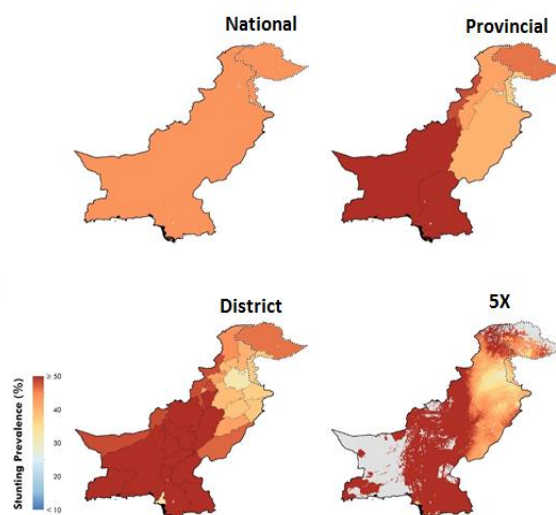 National
Provincial
District
5X
Stunting Prevalence (%)
≥ 50
40
30
20
< 10